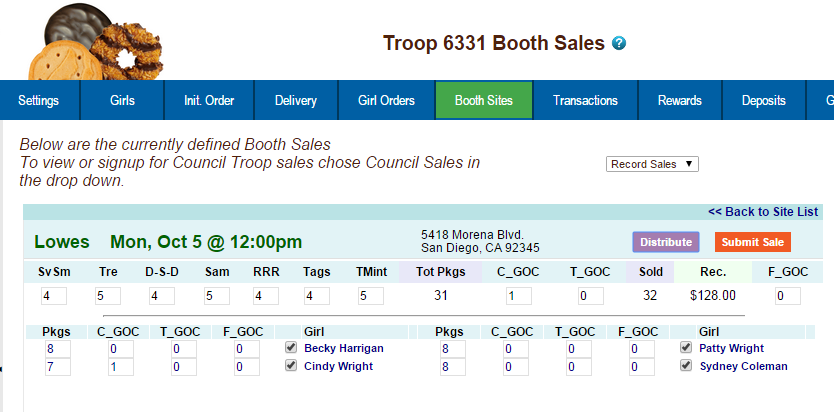 Troop 6331 Booth Sales ?
Settings Girls Init. Order Delivery Girl Orders Booth Sites Transactions Rewards Deposits G
Below are the currently defined Booth Sales
To view or signup for Council Troop sales chose Council Sales in
the drop down.
Record Sales ▼
<< Back to Site List
Lowes Mon, Oct 5 @ 12:00pm
5418 Morena Blvd.
San Diego, CA 92345
Distribute Submit Sale
SvSm Tre D-S-D Sam RRR Tags TMint Tot Pkgs C_GOC T_GOC Sold Rec. F_GOC
4 5 4 5 4 4 5 31 1 0 32 $128.00 0
Pkgs C_GOC T_GOC F_GOC Girl Pkgs C_GOC T_GOC F_GOC Girl
8 0 0 0 Becky Harrigan 8 0 0 0 Patty Wright
7 1 0 0 Cindy Wright 8 0 0 0 Sydney Coleman